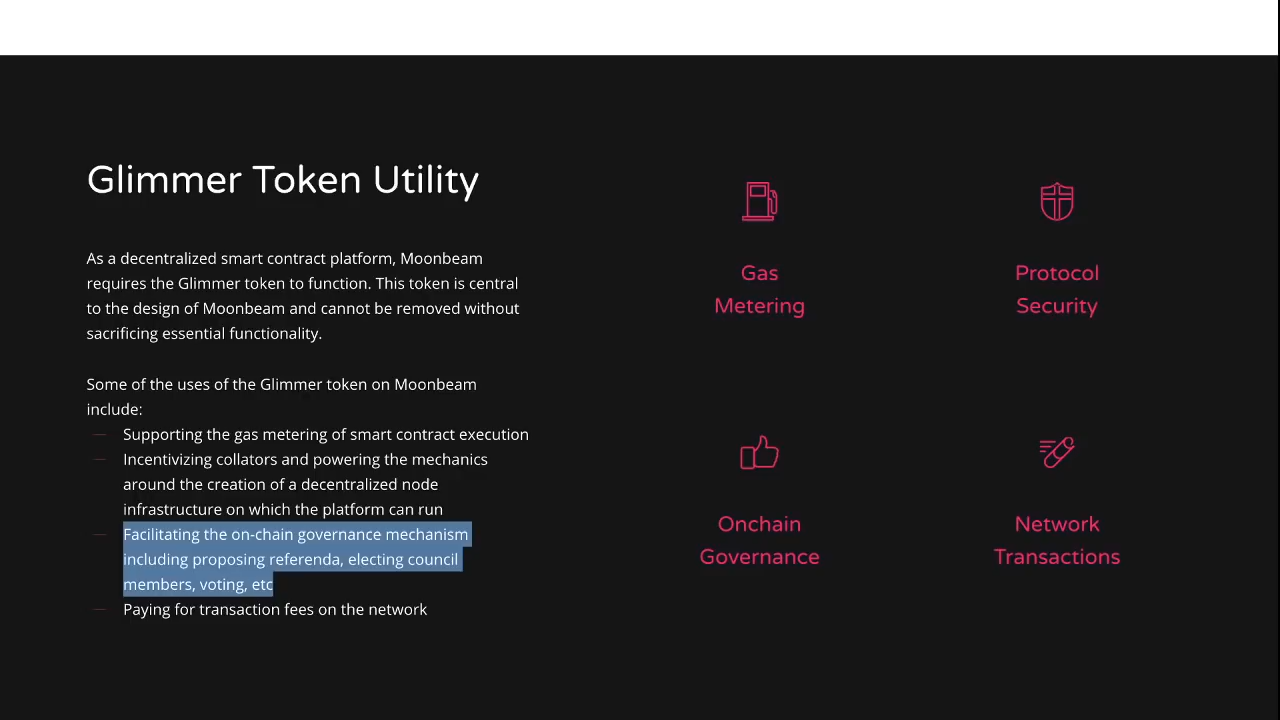 Glimmer Token Utility
As a decentralized smart contract platform, Moonbeam
requires the Glimmer token to function. This token is central
to the design of Moonbeam and cannot be removed without
sacrificing essential functionality.
Some of the uses of the Glimmer token on Moonbeam
include:
— Supporting the gas metering of smart contract execution
— Incentivizing collators and powering the mechanics
around the creation of a decentralized node
infrastructure on which the platform can run
— Facilitating the on-chain governance mechanism
including proposing referenda, electing council
members, voting, etc
— Paying for transaction fees on the network
Gas
Metering
Protocol
Security
Onchain
Governance
Network
Transactions